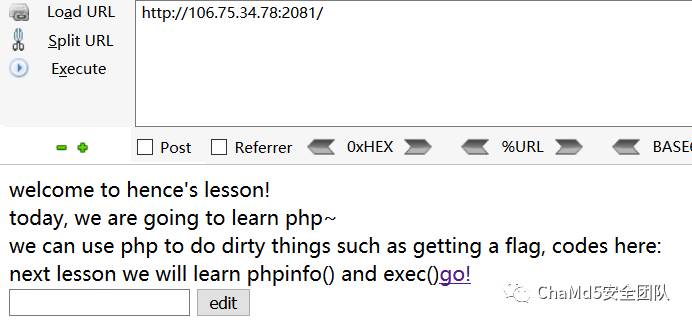 Load URL
http://106.75.34.78:2081/
Split URL
Execute
Post
Referrer
0xHEX
%URL
welcome to hence's lesson!
today, we are going to learn php~
we can use php to do dirty things such as getting a flag, codes here:
next lesson we will learn phpinfo() and exec()go!
edit
ChaMd5安全团队